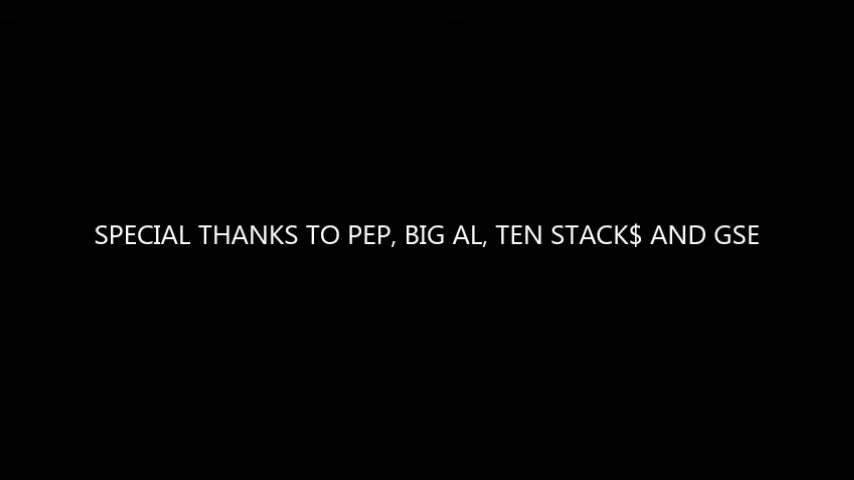 SPECIAL THANKS TO PEP, BIG AL, TEN STACK$ AND GSE